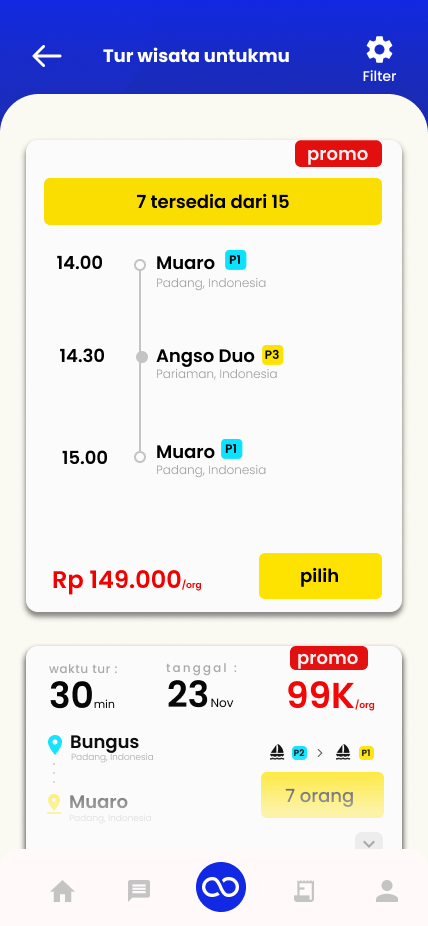 Tur wisata untukmu
Filter
promo
7 tersedia dari 15
14.00 Muaro P1
Padang, Indonesia
14.30 Angso Duo P3
Pariaman, Indonesia
15.00 Muaro P1
Padang, Indonesia
Rp 149.000/org
pilih
promo
waktu tur : tanggal :
30min 23Nov 99K/org
Bungus
Padang, Indonesia
P2 > P1
Muaro
Padang, Indonesia
7 orang